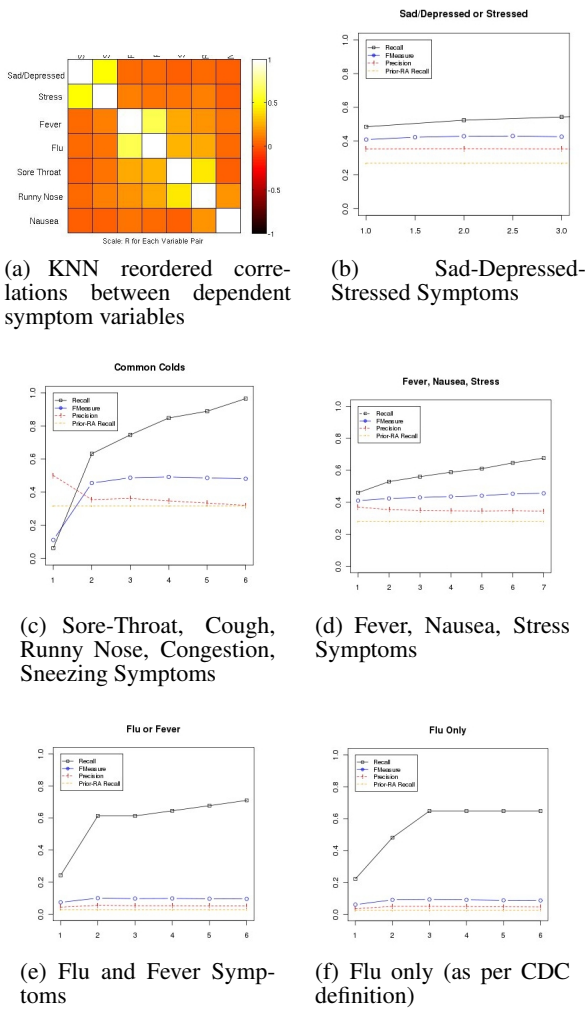 Sad/Depressed
Stress
Fever
Flu
Sore Throat
Runny Nose
Nausea
1
0.5
0
-0.5
-1
Scale: R for Each Variable Pair
(a) KNN reordered corre-
lations between dependent
symptom variables
Sad/Depressed or Stressed
Recall
FMeasure
Precision
Prior-RA Recall
0.0 0.2 0.4 0.6 0.8 1.0
1.0 1.5 2.0 2.5 3.0
(b) Sad-Depressed-
Stressed Symptoms
Common Colds
Recall
FMeasure
Precision
Prior-RA Recall
0.0 0.2 0.4 0.6 0.8 1.0
1 2 3 4 5 6
(c) Sore-Throat, Cough,
Runny Nose, Congestion,
Sneezing Symptoms
Fever, Nausea, Stress
Recall
FMeasure
Precision
Prior-RA Recall
0.0 0.2 0.4 0.6 0.8 1.0
1 2 3 4 5 6 7
(d) Fever, Nausea, Stress
Symptoms
Flu or Fever
Recall
FMeasure
Precision
Prior-RA Recall
0.0 0.2 0.4 0.6 0.8 1.0
1 2 3 4 5 6
(e) Flu and Fever Symp-
toms
Flu Only
Recall
FMeasure
Precision
Prior-RA Recall
0.0 0.2 0.4 0.6 0.8 1.0
1 2 3 4 5 6
(f) Flu only (as per CDC
definition)